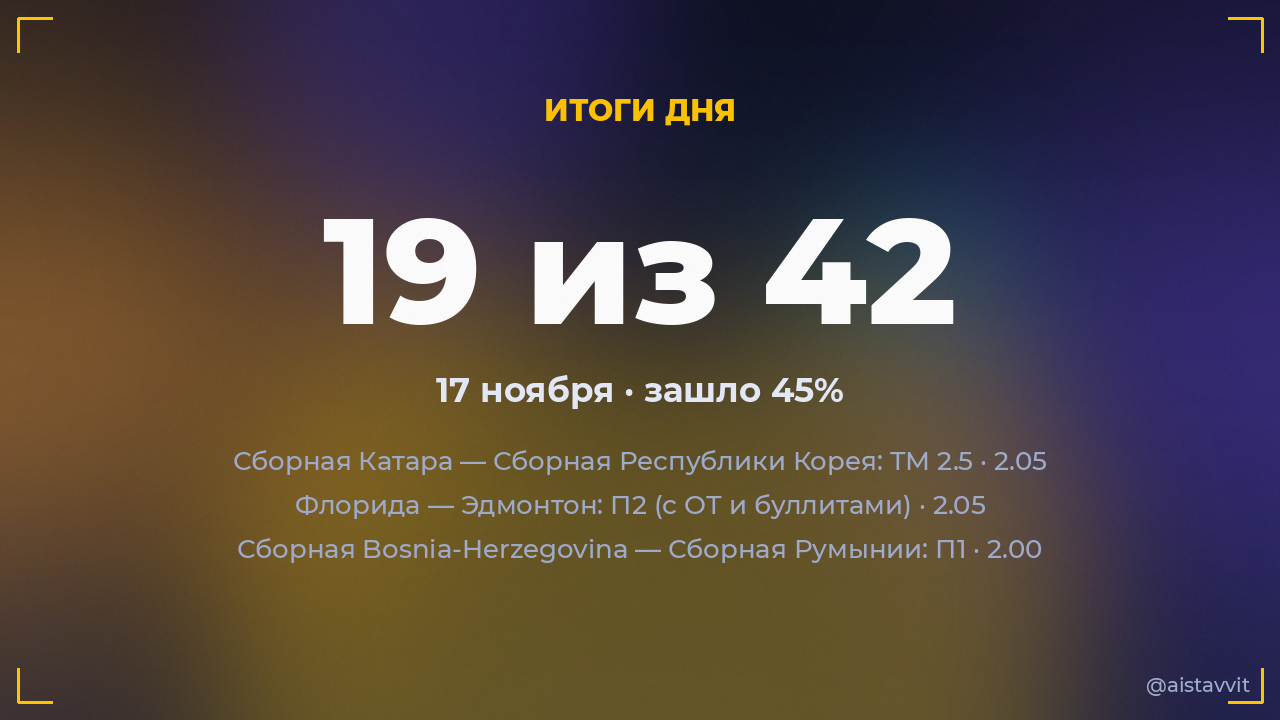 ИТОГИ ДНЯ
19 из 42
17 ноября · зашло 45%
Сборная Катара — Сборная Республики Корея: ТМ 2.5 · 2.05
Флорида — Эдмонтон: П2 (с ОТ и буллитами) · 2.05
Сборная Bosnia-Herzegovina — Сборная Румынии: П1 · 2.00
@aistavvit